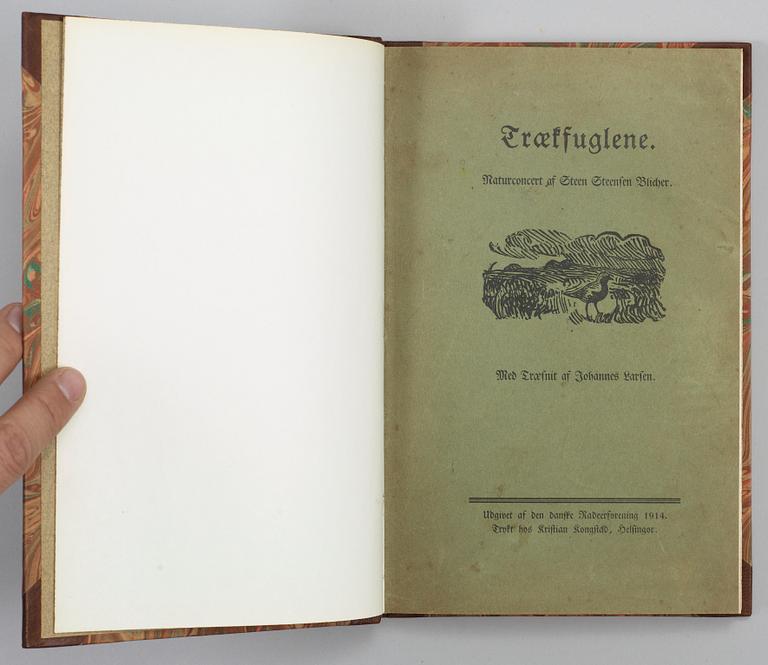 Trækfuglene.
Naturconcert af Steen Steensen Blicher.
Med Træsnit af Johannes Larsen.
Udgivet af den danske Radeerforening 1914.
Trykt hos Kristian Kongstad, Helsingør.